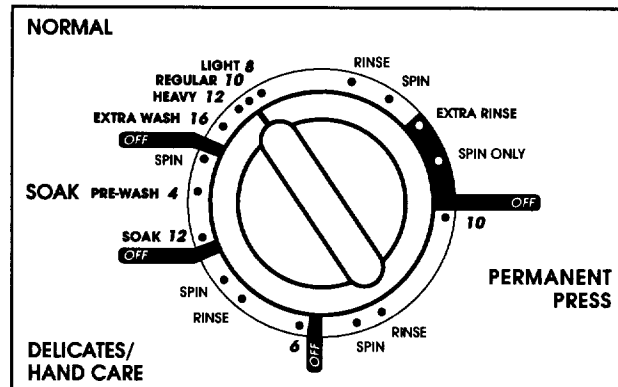 NORMAL
LIGHT 8
REGULAR 10
HEAVY 12
EXTRA WASH 16
OFF
SPIN
SOAK
PRE-WASH 4
SOAK 12
OFF
SPIN
RINSE
DELICATES/
HAND CARE
6
OFF
RINSE
SPIN
EXTRA RINSE
SPIN ONLY
OFF
10
PERMANENT
PRESS
RINSE
SPIN